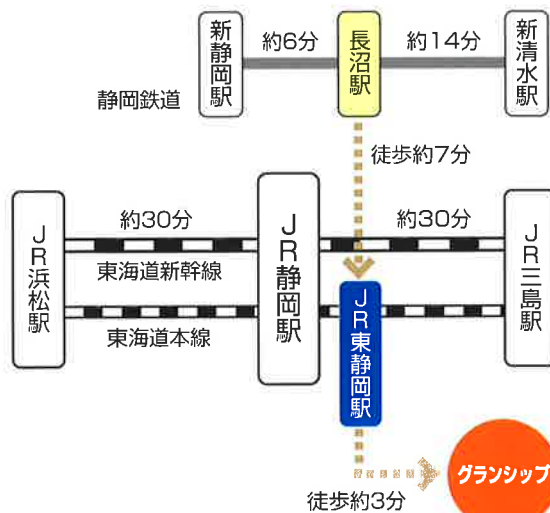 新静岡駅
約6分
長沼駅
約14分
新清水駅
静岡鉄道
徒歩約7分
JR浜松駅
約30分
東海道新幹線
東海道本線
JR静岡駅
約30分
JR三島駅
JR東静岡駅
徒歩約3分
グランシップ